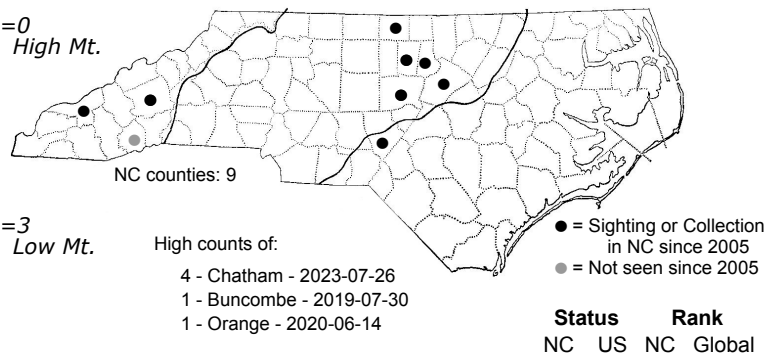 =0
High Mt.
NC counties: 9
=3
Low Mt.
High counts of:
4 - Chatham - 2023-07-26
1 - Buncombe - 2019-07-30
1 - Orange - 2020-06-14
= Sighting or Collection
in NC since 2005
= Not seen since 2005
Status Rank
NC US NC Global